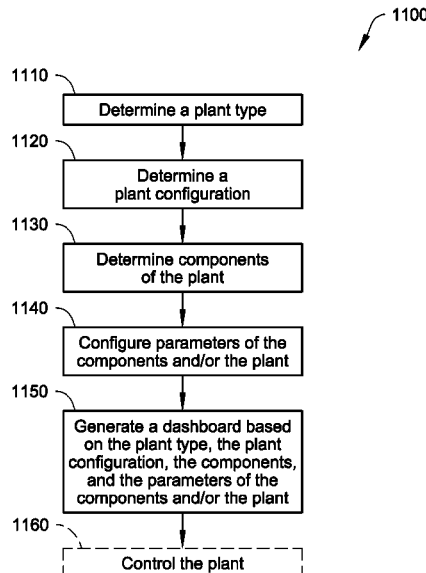 1100
1110
Determine a plant type
1120
Determine a
plant configuration
1130
Determine components
of the plant
1140
Configure parameters of the
components and/or the plant
1150
Generate a dashboard based
on the plant type, the plant
configuration, the components,
and the parameters of the
components and/or the plant
1160
Control the plant